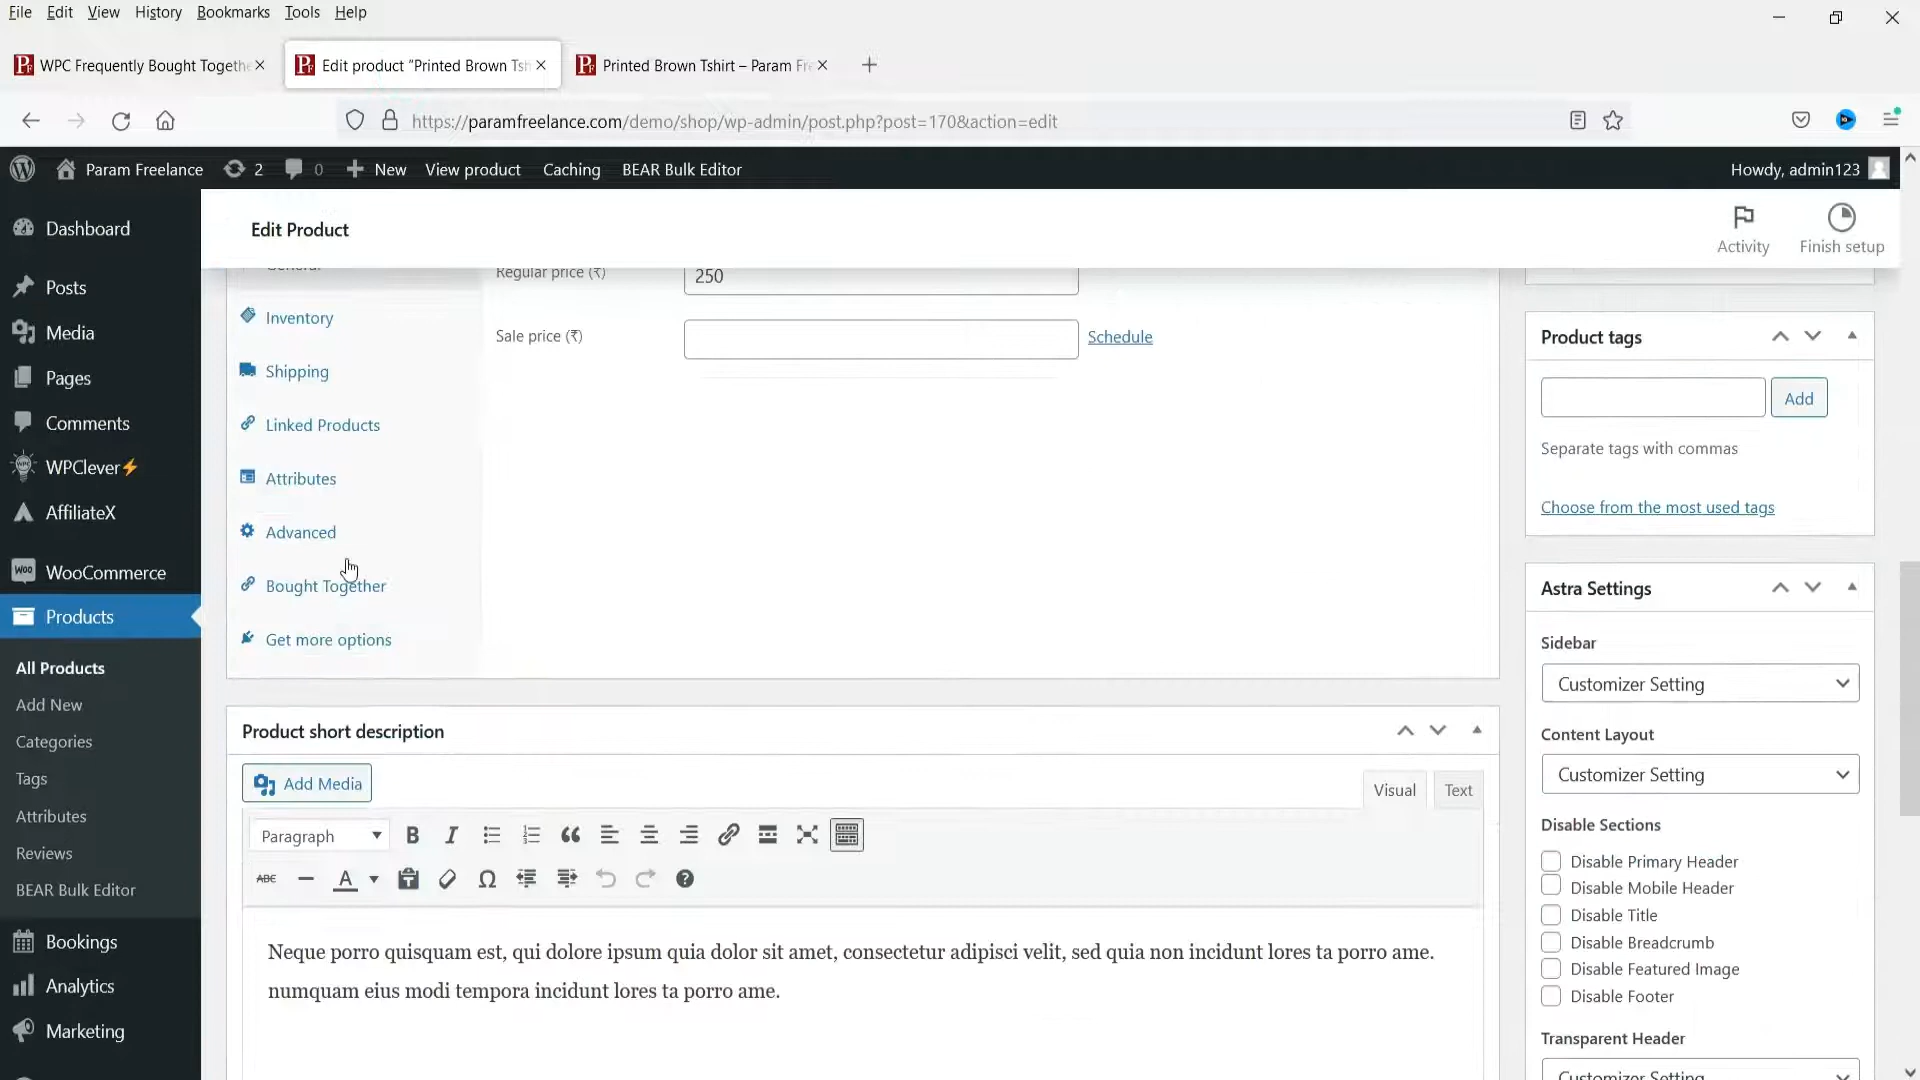 File Edit View History Bookmarks Tools Help
WPC Frequently Bought Togethe
Edit product "Printed Brown Tsh
Printed Brown Tshirt – Param Fre
https://paramfreelance.com/demo/shop/wp-admin/post.php?post=170&action=edit
Param Freelance 2 0 New View product Caching BEAR Bulk Editor Howdy, admin123
Edit Product
Activity
Finish setup
Dashboard
Posts
Media
Pages
Comments
WPClever⚡
AffiliateX
WooCommerce
Products
All Products
Add New
Categories
Tags
Attributes
Reviews
BEAR Bulk Editor
Bookings
Analytics
Marketing
General
Inventory
Shipping
Linked Products
Attributes
Advanced
Bought Together
Get more options
Regular price (₹) 250
Sale price (₹) Schedule
Product short description
Add Media
Visual Text
Paragraph
ABC
Neque porro quisquam est, qui dolore ipsum quia dolor sit amet, consectetur adipisci velit, sed quia non incidunt lores ta porro ame.
numquam eius modi tempora incidunt lores ta porro ame.
Product tags
Add
Separate tags with commas
Choose from the most used tags
Astra Settings
Sidebar
Customizer Setting
Content Layout
Customizer Setting
Disable Sections
Disable Primary Header
Disable Mobile Header
Disable Title
Disable Breadcrumb
Disable Featured Image
Disable Footer
Transparent Header
Customizer Setting